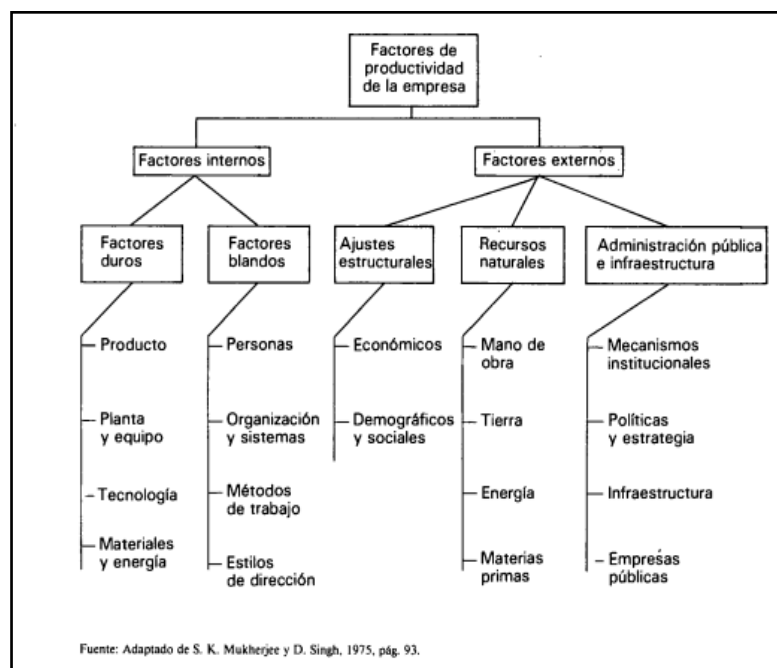 Factores de
productividad
de la empresa
Factores internos
Factores externos
Factores
duros
Factores
blandos
Ajustes
estructurales
Recursos
naturales
Administración pública
e infraestructura
Producto
Planta
y equipo
Tecnología
Materiales
y energía
Personas
Organización
y sistemas
Métodos
de trabajo
Estilos
de dirección
Económicos
Demográficos
y sociales
Mano de
obra
Tierra
Energía
Materias
primas
Mecanismos
institucionales
Políticas
y estrategia
Infraestructura
Empresas
públicas
Fuente: Adaptado de S. K. Mukherjee y D. Singh, 1975, pág. 93.